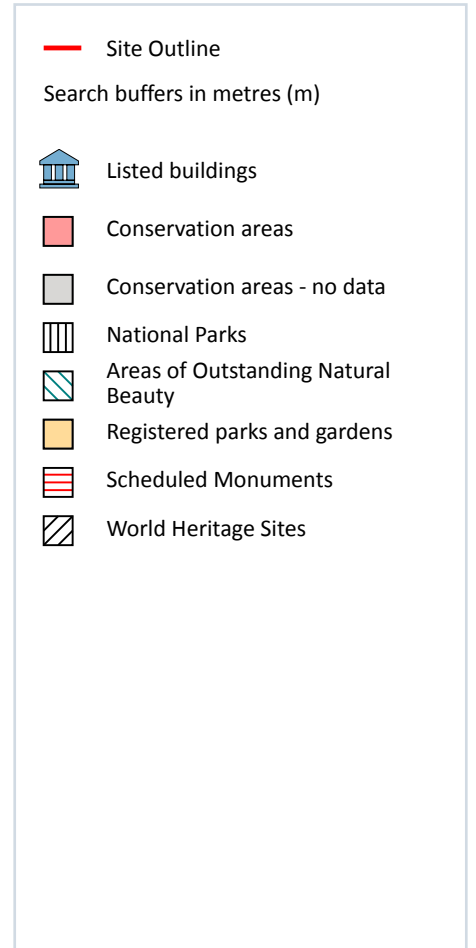 Site Outline
Search buffers in metres (m)
Listed buildings
Conservation areas
Conservation areas - no data
National Parks
Areas of Outstanding Natural
Beauty
Registered parks and gardens
Scheduled Monuments
World Heritage Sites